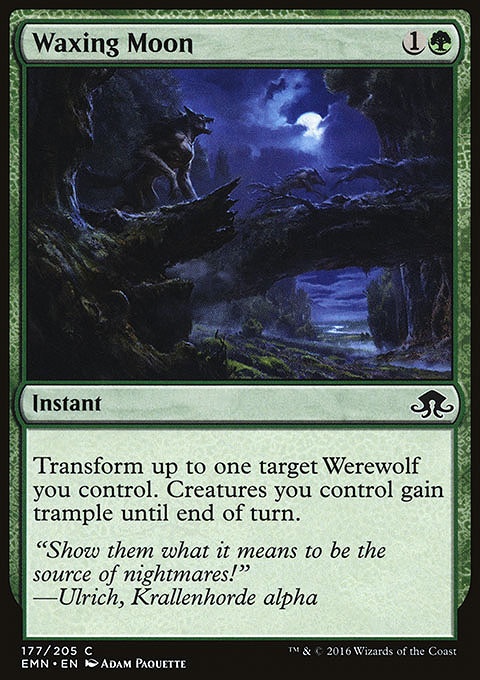 Waxing Moon 1
Instant
Transform up to one target Werewolf
you control. Creatures you control gain
trample until end of turn.
“Show them what it means to be the
source of nightmares!”
—Ulrich, Krallenhorde alpha
177/205 C
EMN • EN Adam Paquette
™ & © 2016 Wizards of the Coast